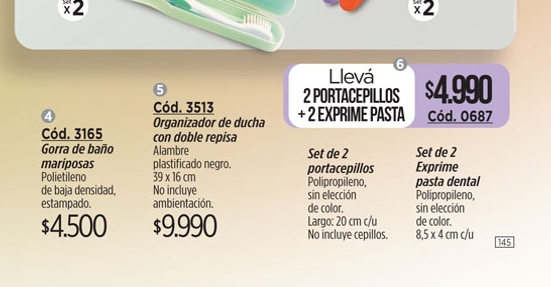 Set
x2
Set
x2
4
Cód. 3165
Gorra de baño
mariposas
Polietileno
de baja densidad,
estampado.
$4.500
5
Cód. 3513
Organizador de ducha
con doble repisa
Alambre
plastificado negro.
39 x 16 cm
No incluye
ambientación.
$9.990
6
Llevá
2 PORTACEPILLOS
+ 2 EXPRIME PASTA
$4.990
Cód. 0687
Set de 2
portacepillos
Polipropileno,
sin elección
de color.
Largo: 20 cm c/u
No incluye cepillos.
Set de 2
Exprime
pasta dental
Polipropileno,
sin elección
de color.
8,5 x 4 cm c/u
145